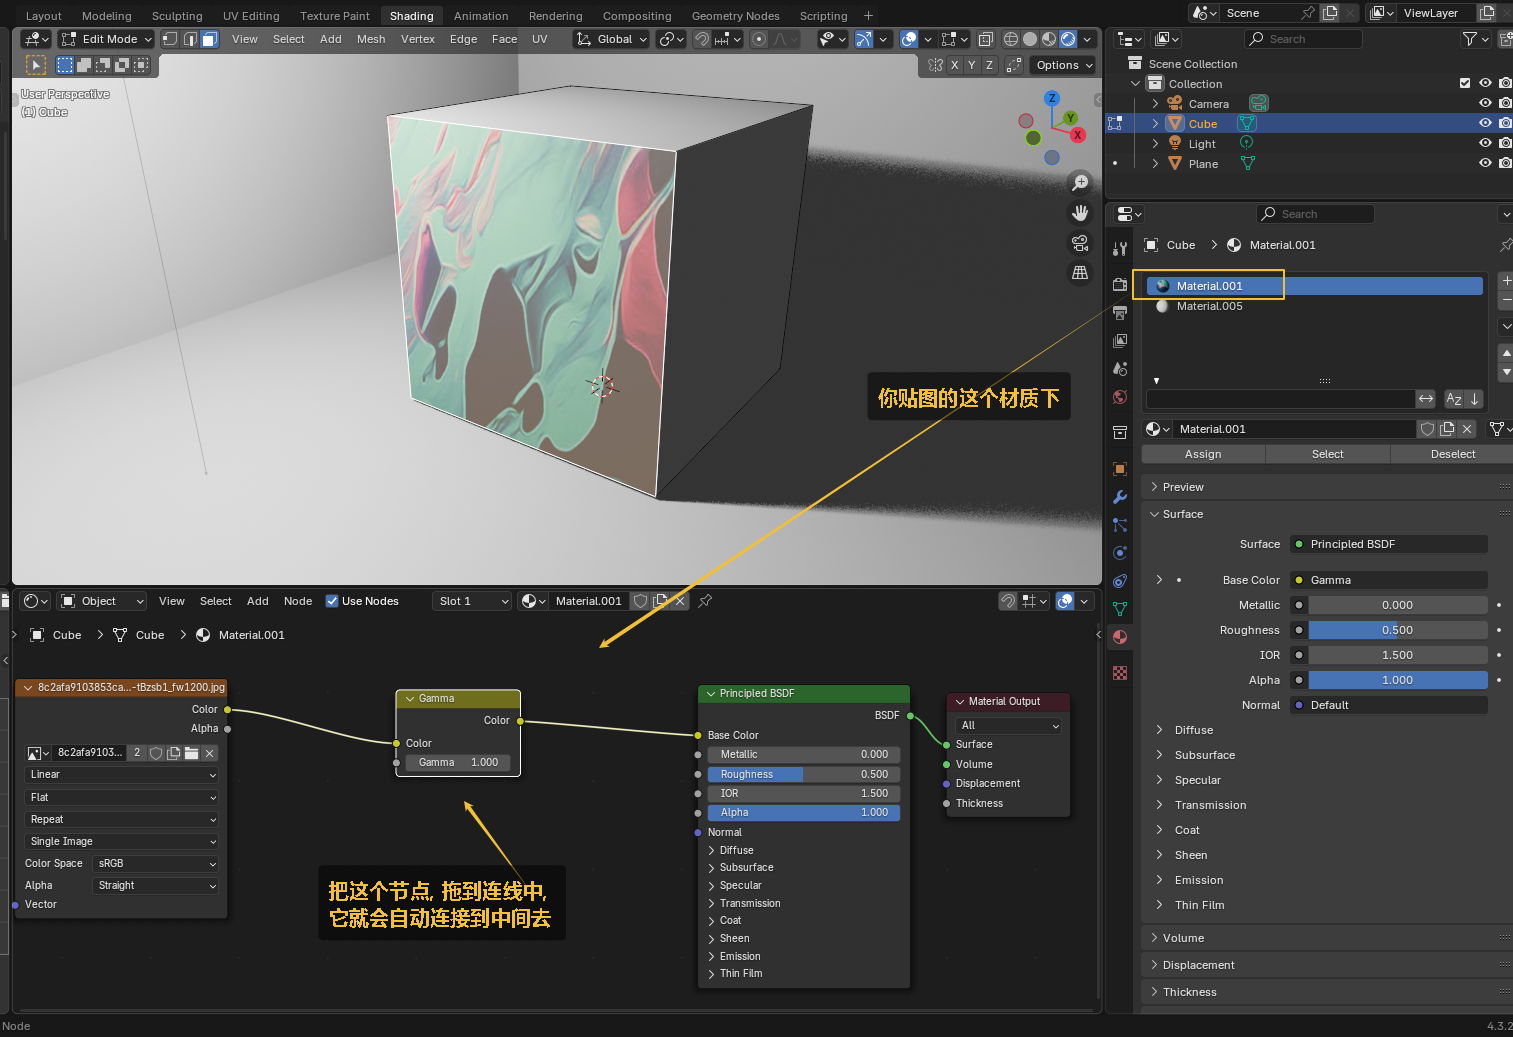 Layout Modeling Sculpting UV Editing Texture Paint Shading Animation Rendering Compositing Geometry Nodes Scripting +
Scene ViewLayer
Edit Mode View Select Add Mesh Vertex Edge Face UV Global
X Y Z Options
User Perspective
(1) Cube
Z
Y
X
你贴图的这个材质下
Search
Scene Collection
Collection
Camera
Cube
Light
Plane
Search
Cube > Material.001
Material.001
Material.005
AZ
Material.001
Assign Select Deselect
Preview
Surface
Surface Principled BSDF
Base Color Gamma
Metallic 0.000
Roughness 0.500
IOR 1.500
Alpha 1.000
Normal Default
Diffuse
Subsurface
Specular
Transmission
Coat
Sheen
Emission
Thin Film
Volume
Displacement
Thickness
Object View Select Add Node Use Nodes Slot 1 Material.001
Cube > Cube > Material.001
8c2afa9103853ca...-tBzsb1_fw1200.jpg
Color
Alpha
8c2afa9103... 2
Linear
Flat
Repeat
Single Image
Color Space sRGB
Alpha Straight
Vector
Gamma
Color
Color
Gamma 1.000
把这个节点, 拖到连线中,
它就会自动连接到中间去
Principled BSDF
BSDF
Base Color
Metallic 0.000
Roughness 0.500
IOR 1.500
Alpha 1.000
Normal
Diffuse
Subsurface
Specular
Transmission
Coat
Sheen
Emission
Thin Film
Material Output
All
Surface
Volume
Displacement
Thickness
Node
4.3.2